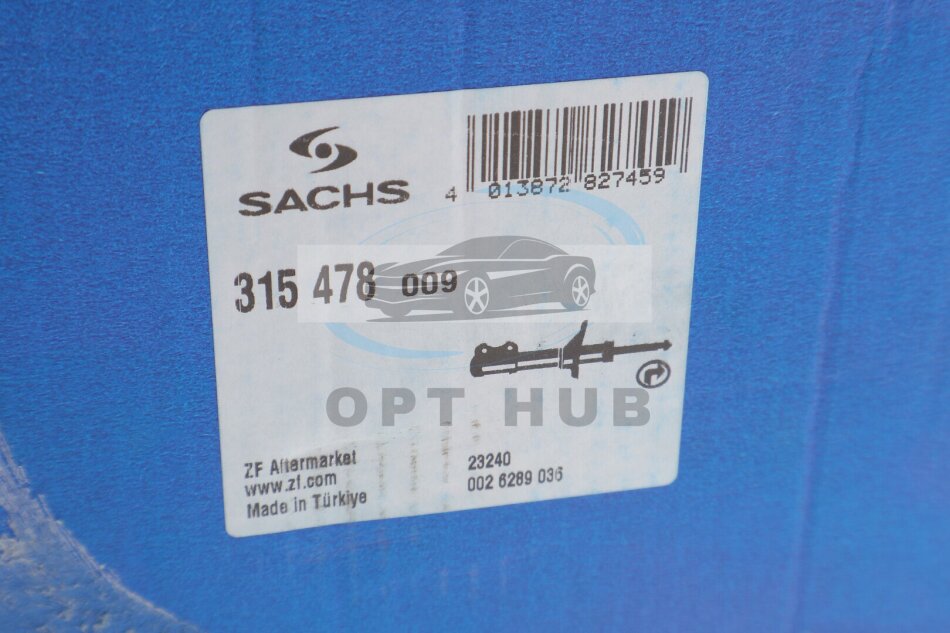 SACHS
4 013872 827459
315 478 009
OPT HUB
ZF Aftermarket
www.zf.com
Made in Türkiye
23240
002 6289 036